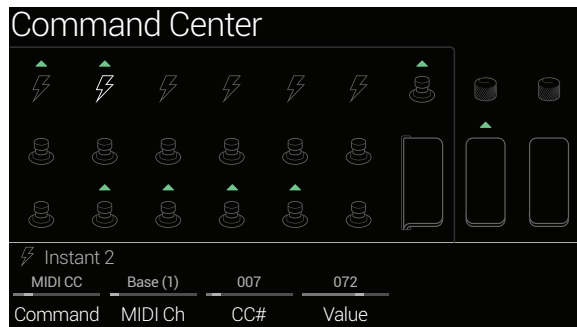 Command Center
Instant 2
MIDI CC Base (1) 007 072
Command MIDI Ch CC# Value